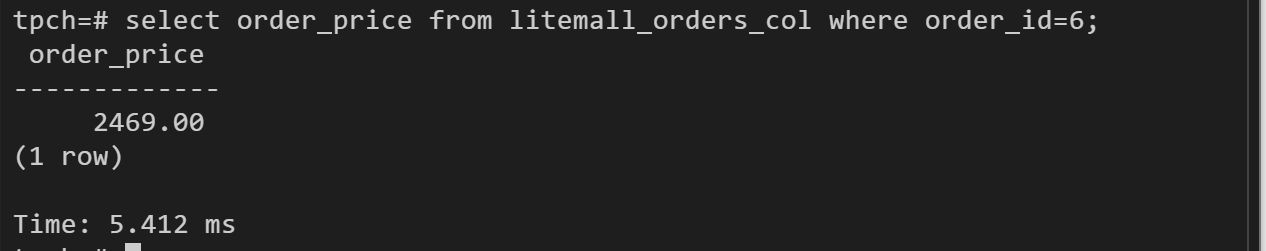 tpch=# select order_price from litemall_orders_col where order_id=6;
 order_price
-------------
     2469.00
(1 row)
Time: 5.412 ms